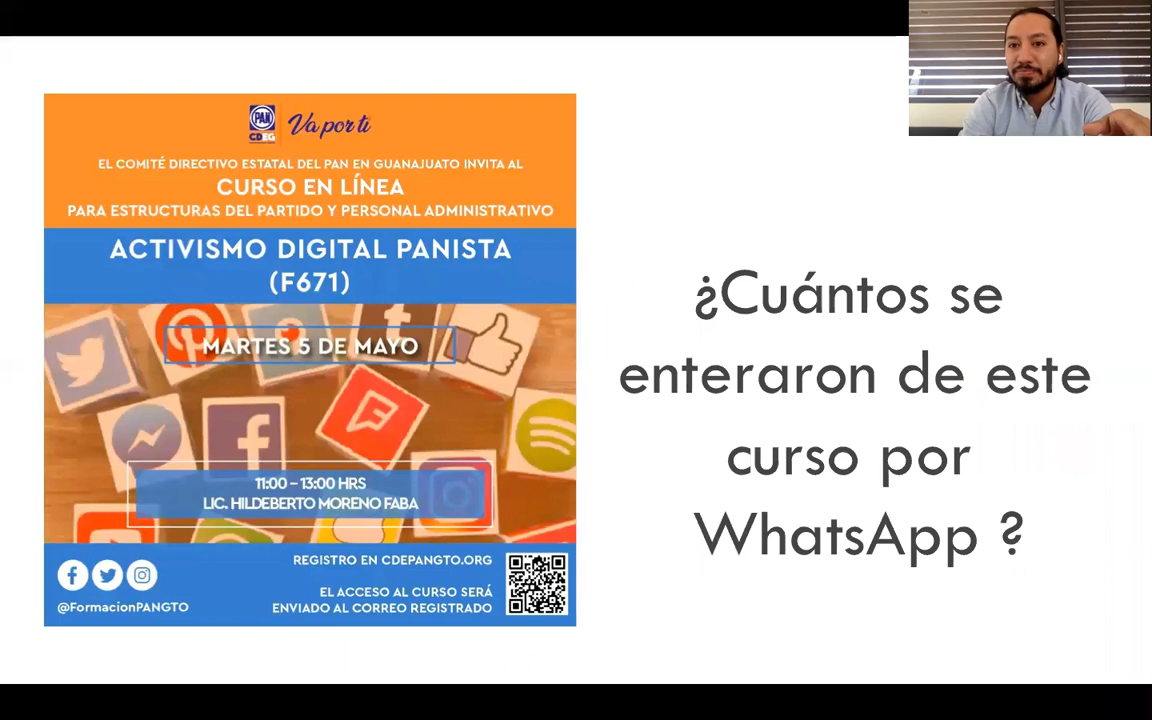 PAN
CDEG
Va por ti
EL COMITÉ DIRECTIVO ESTATAL DEL PAN EN GUANAJUATO INVITA AL
CURSO EN LÍNEA
PARA ESTRUCTURAS DEL PARTIDO Y PERSONAL ADMINISTRATIVO
ACTIVISMO DIGITAL PANISTA
(F671)
MARTES 5 DE MAYO
11:00 – 13:00 HRS
LIC. HILDEBERTO MORENO FABA
REGISTRO EN CDEPANGTO.ORG
EL ACCESO AL CURSO SERÁ
ENVIADO AL CORREO REGISTRADO
@FormacionPANGTO
¿Cuántos se
enteraron de este
curso por
WhatsApp ?